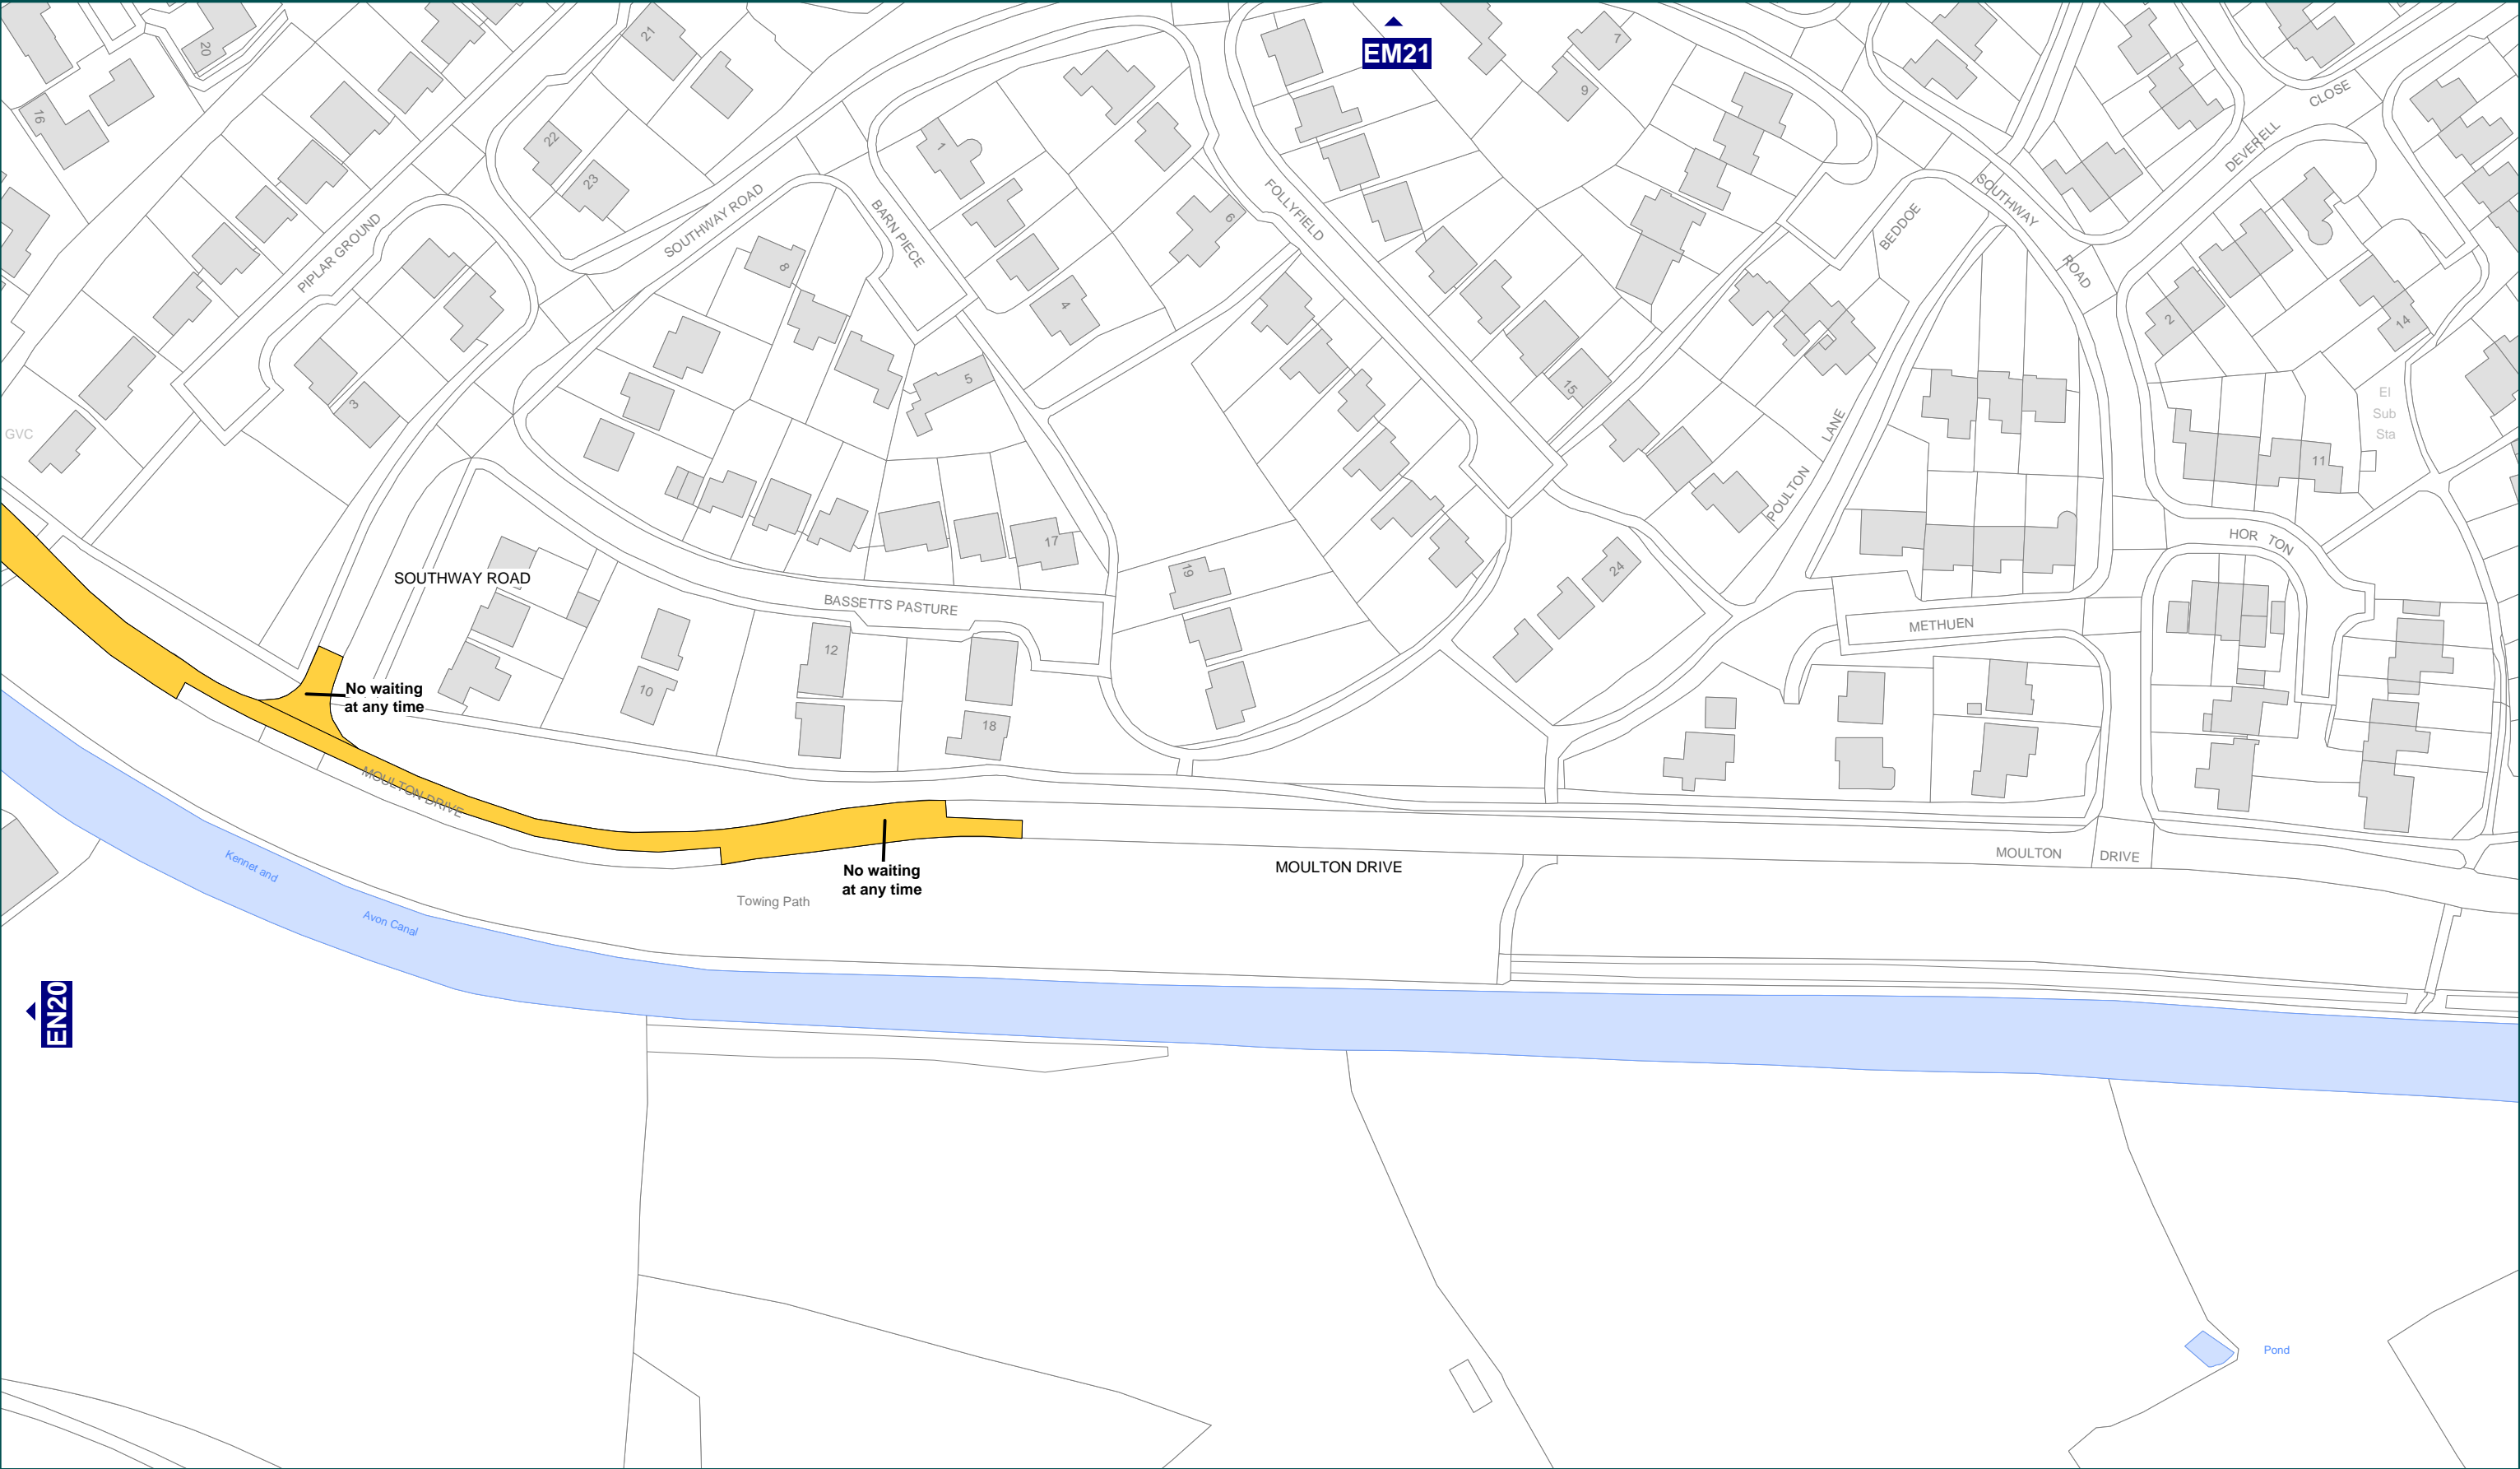 EM21
20
21
7
16
9
CLOSE
22
1
DEVERELL
23
SOUTHWAY ROAD
BARN PIECE
6
FOLLYFIELD
SOUTHWAY
BEDDOE
PIPLAR GROUND
8
ROAD
4
2
14
5
15
3
GVC
El
Sub
Sta
LANE
POULTON
11
17
HOR TON
24
19
SOUTHWAY ROAD
BASSETTS PASTURE
METHUEN
12
10
No waiting
at any time
18
MOULTON DRIVE
MOULTON DRIVE
No waiting
at any time
MOULTON DRIVE
Kennet and
Towing Path
Avon Canal
EN20
Pond